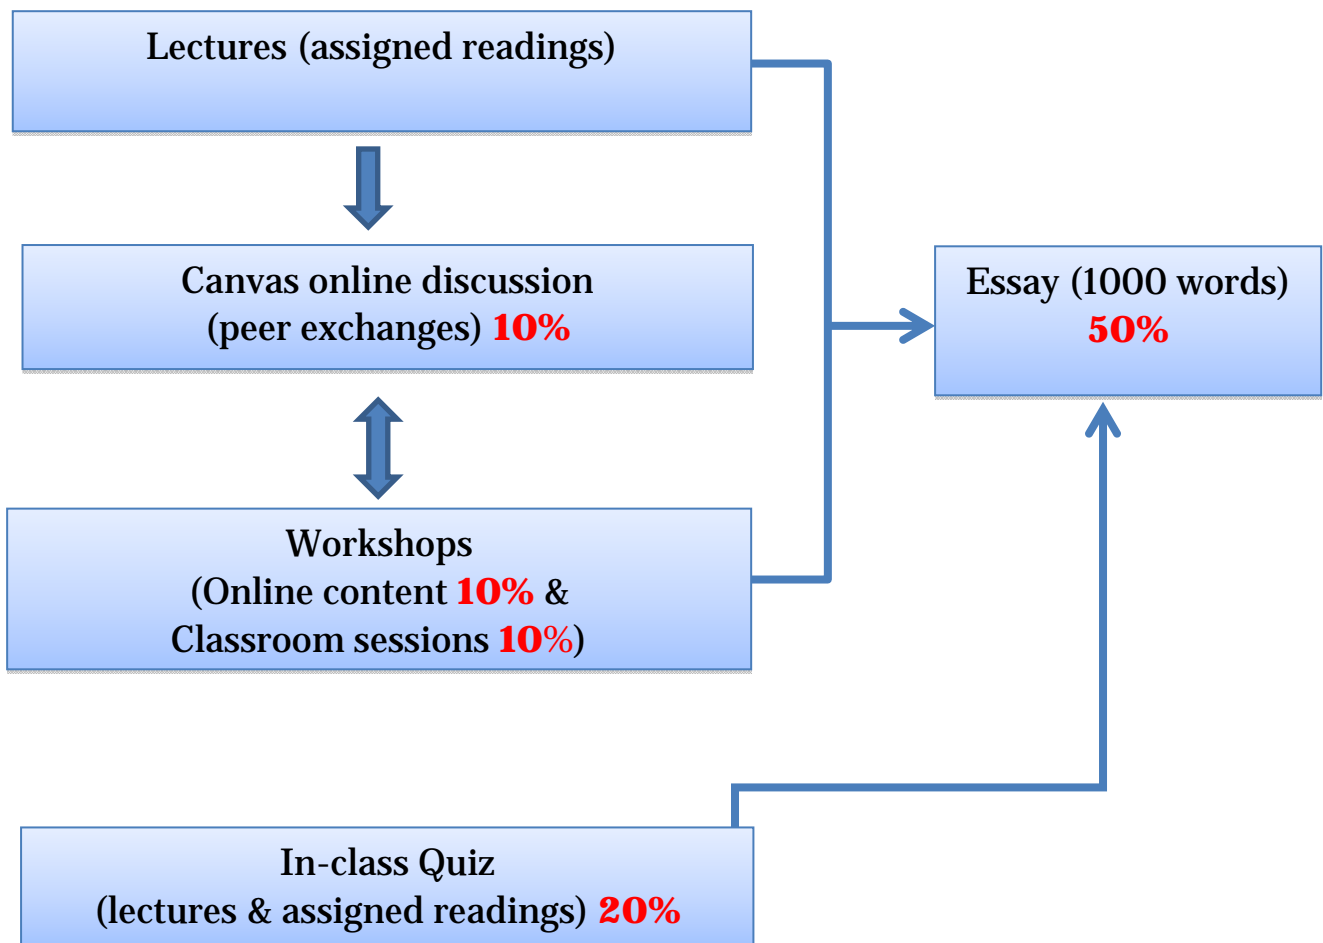 Lectures (assigned readings)
Canvas online discussion
(peer exchanges) 10%
Essay (1000 words)
50%
Workshops
(Online content 10% &
Classroom sessions 10%)
In-class Quiz
(lectures & assigned readings) 20%